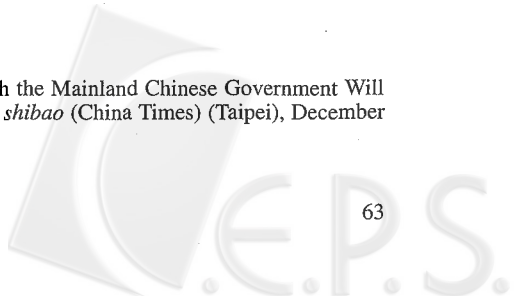 h the Mainland Chinese Government Will
shibao (China Times) (Taipei), December
63
C.E.P.S.